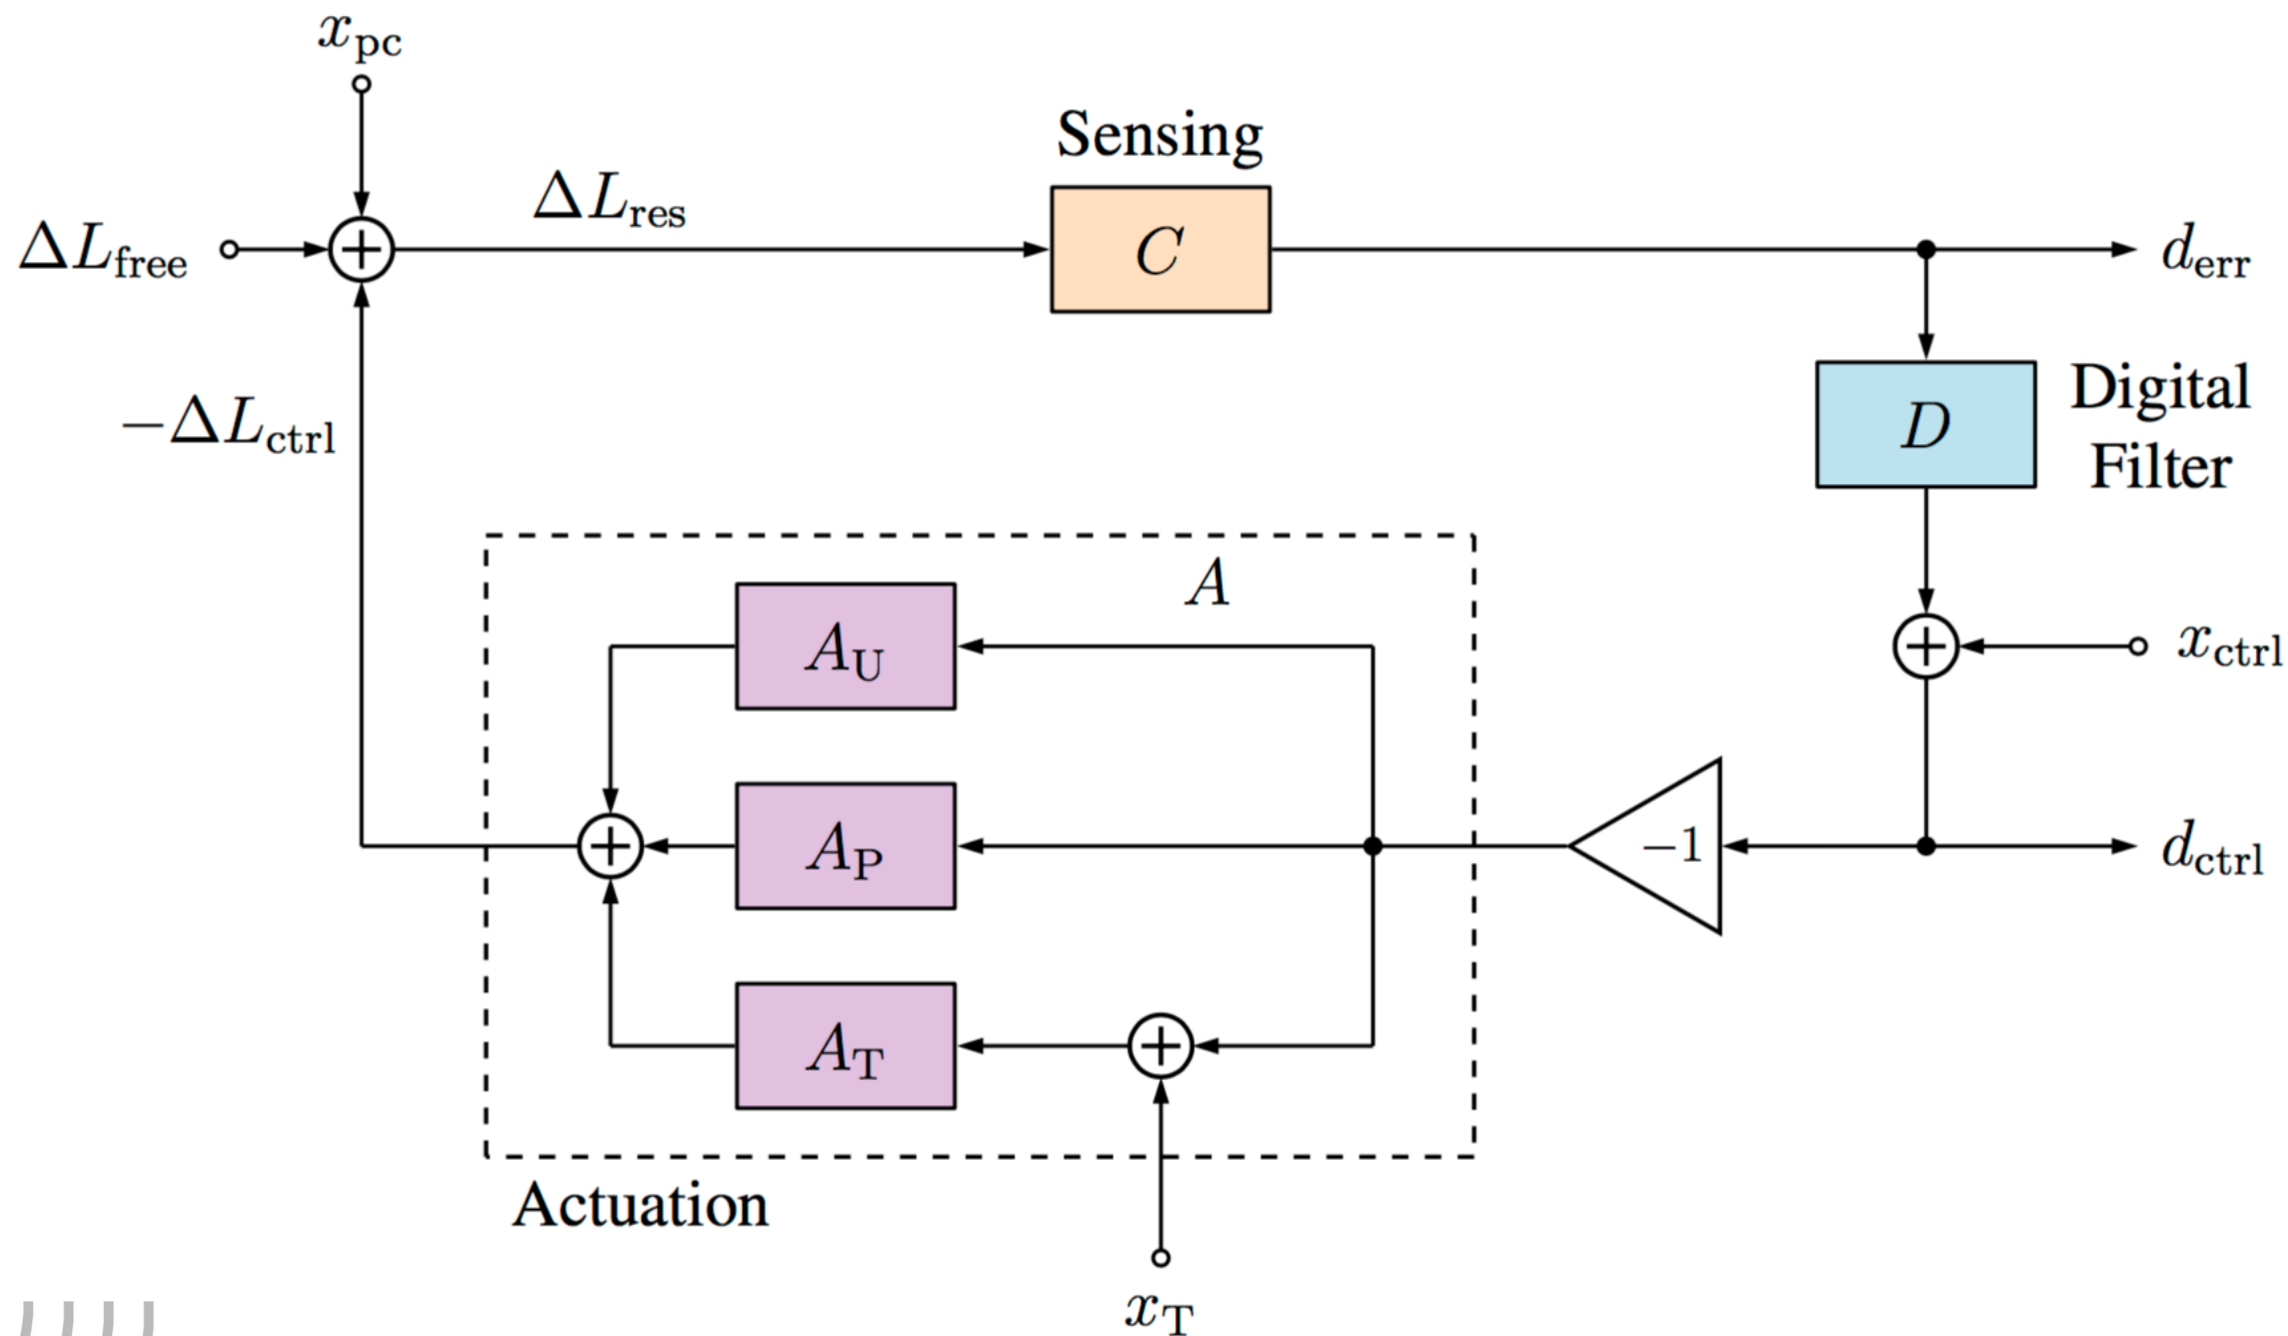 x_pc
Sensing
ΔL_res
C
ΔL_free
d_err
Digital
Filter
D
−ΔL_ctrl
A
A_U
x_ctrl
A_P
−1
d_ctrl
A_T
Actuation
x_T